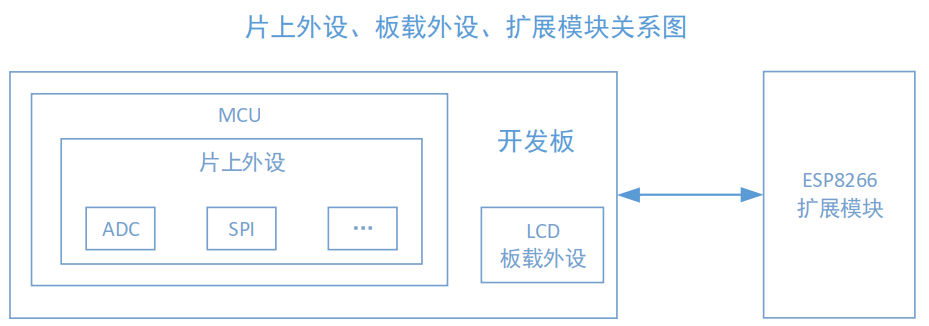 片上外设、板载外设、扩展模块关系图
MCU
片上外设
ADC
SPI
···
开发板
LCD
板载外设
ESP8266
扩展模块